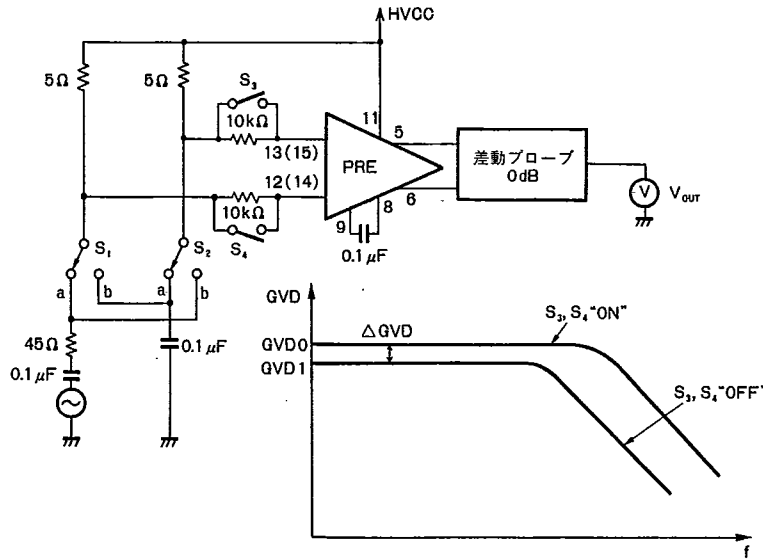 HVCC
5Ω
5Ω
S₃
10kΩ
13(15)
11
5
PRE
差動プローブ
0dB
V
V_OUT
12(14)
10kΩ
S₄
8
6
9
0.1μF
S₁
S₂
a
b
a
b
45Ω
0.1μF
0.1μF
GVD
S₃, S₄"ON"
△GVD
GVD0
GVD1
S₃, S₄"OFF"
f